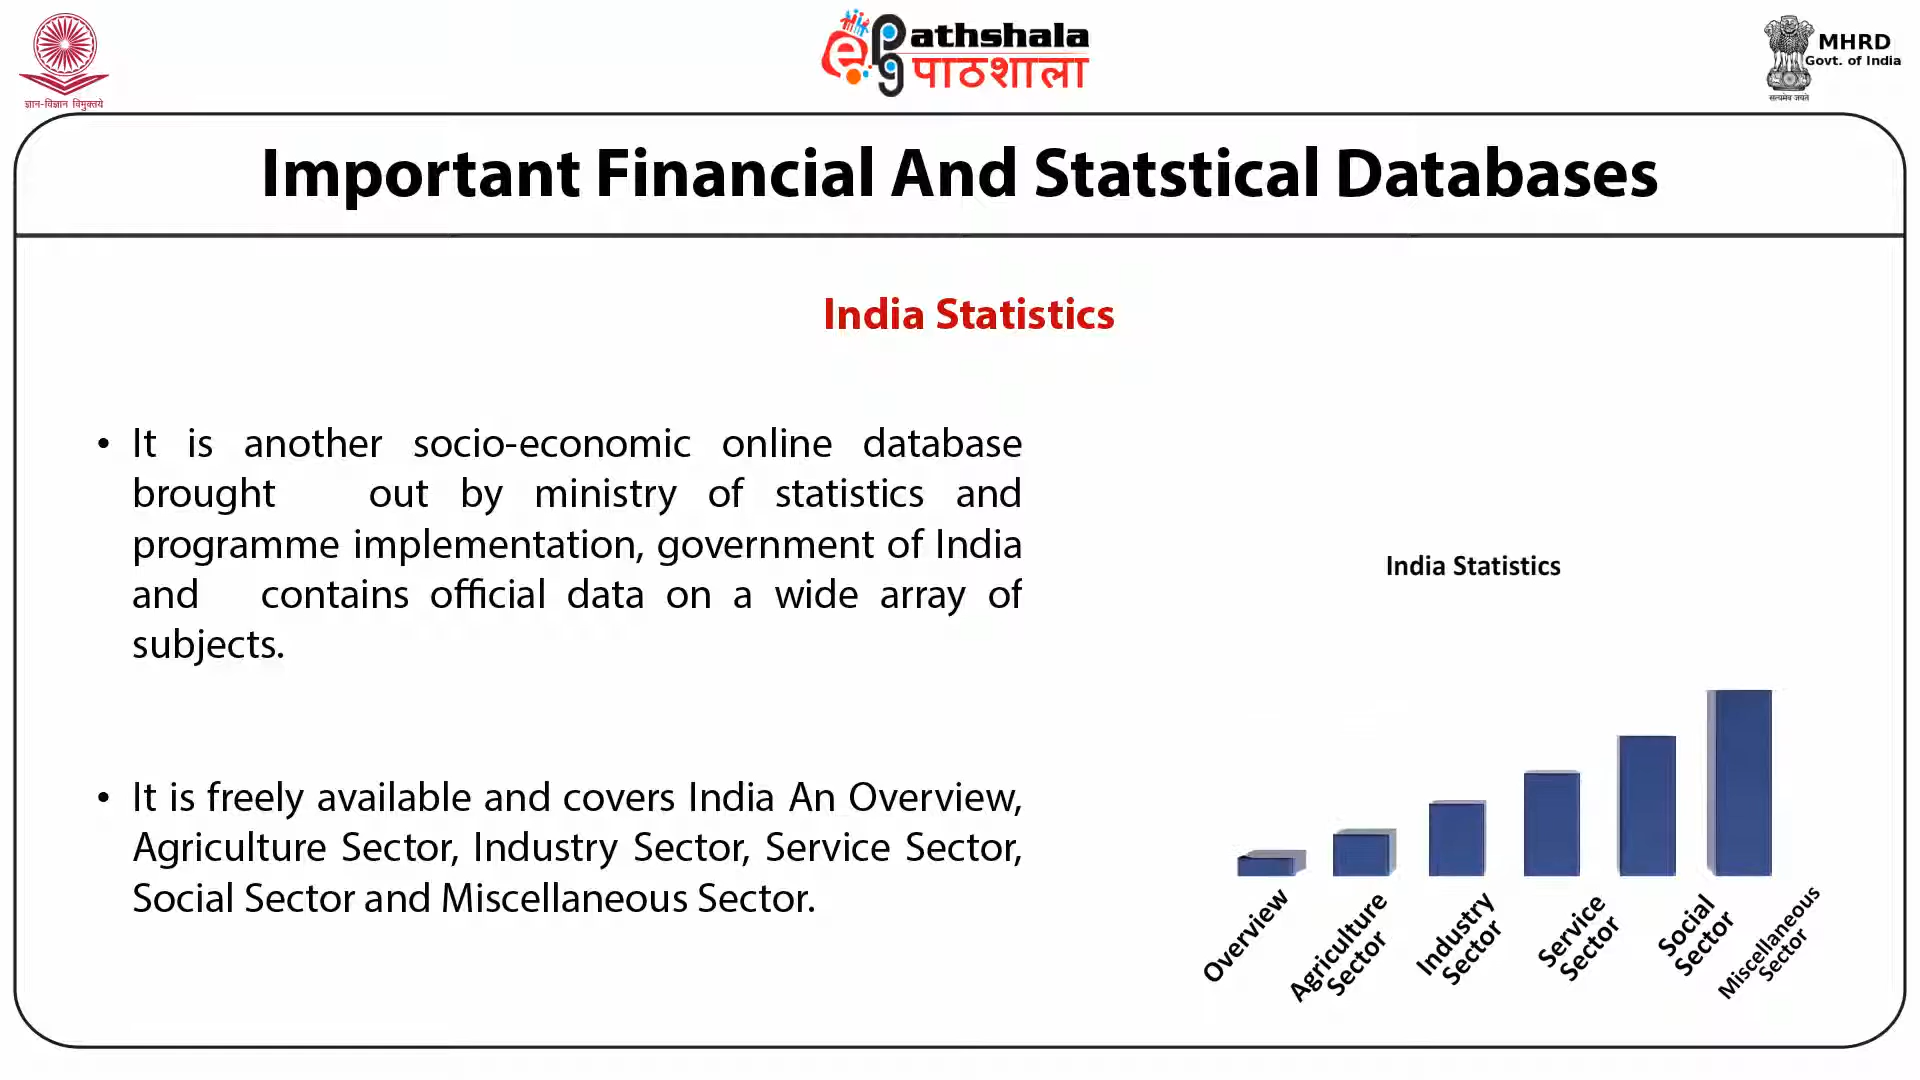 ज्ञान-विज्ञान विमुक्तये
ePathshala
पाठशाला
MHRD
Govt. of India
सत्यमेव जयते
Important Financial And Statstical Databases
India Statistics
• It is another socio-economic online database
brought out by ministry of statistics and
programme implementation, government of India
and contains official data on a wide array of
subjects.
• It is freely available and covers India An Overview,
Agriculture Sector, Industry Sector, Service Sector,
Social Sector and Miscellaneous Sector.
India Statistics
Overview
Agriculture
Sector
Industry
Sector
Service
Sector
Social
Sector
Miscellaneous
Sector